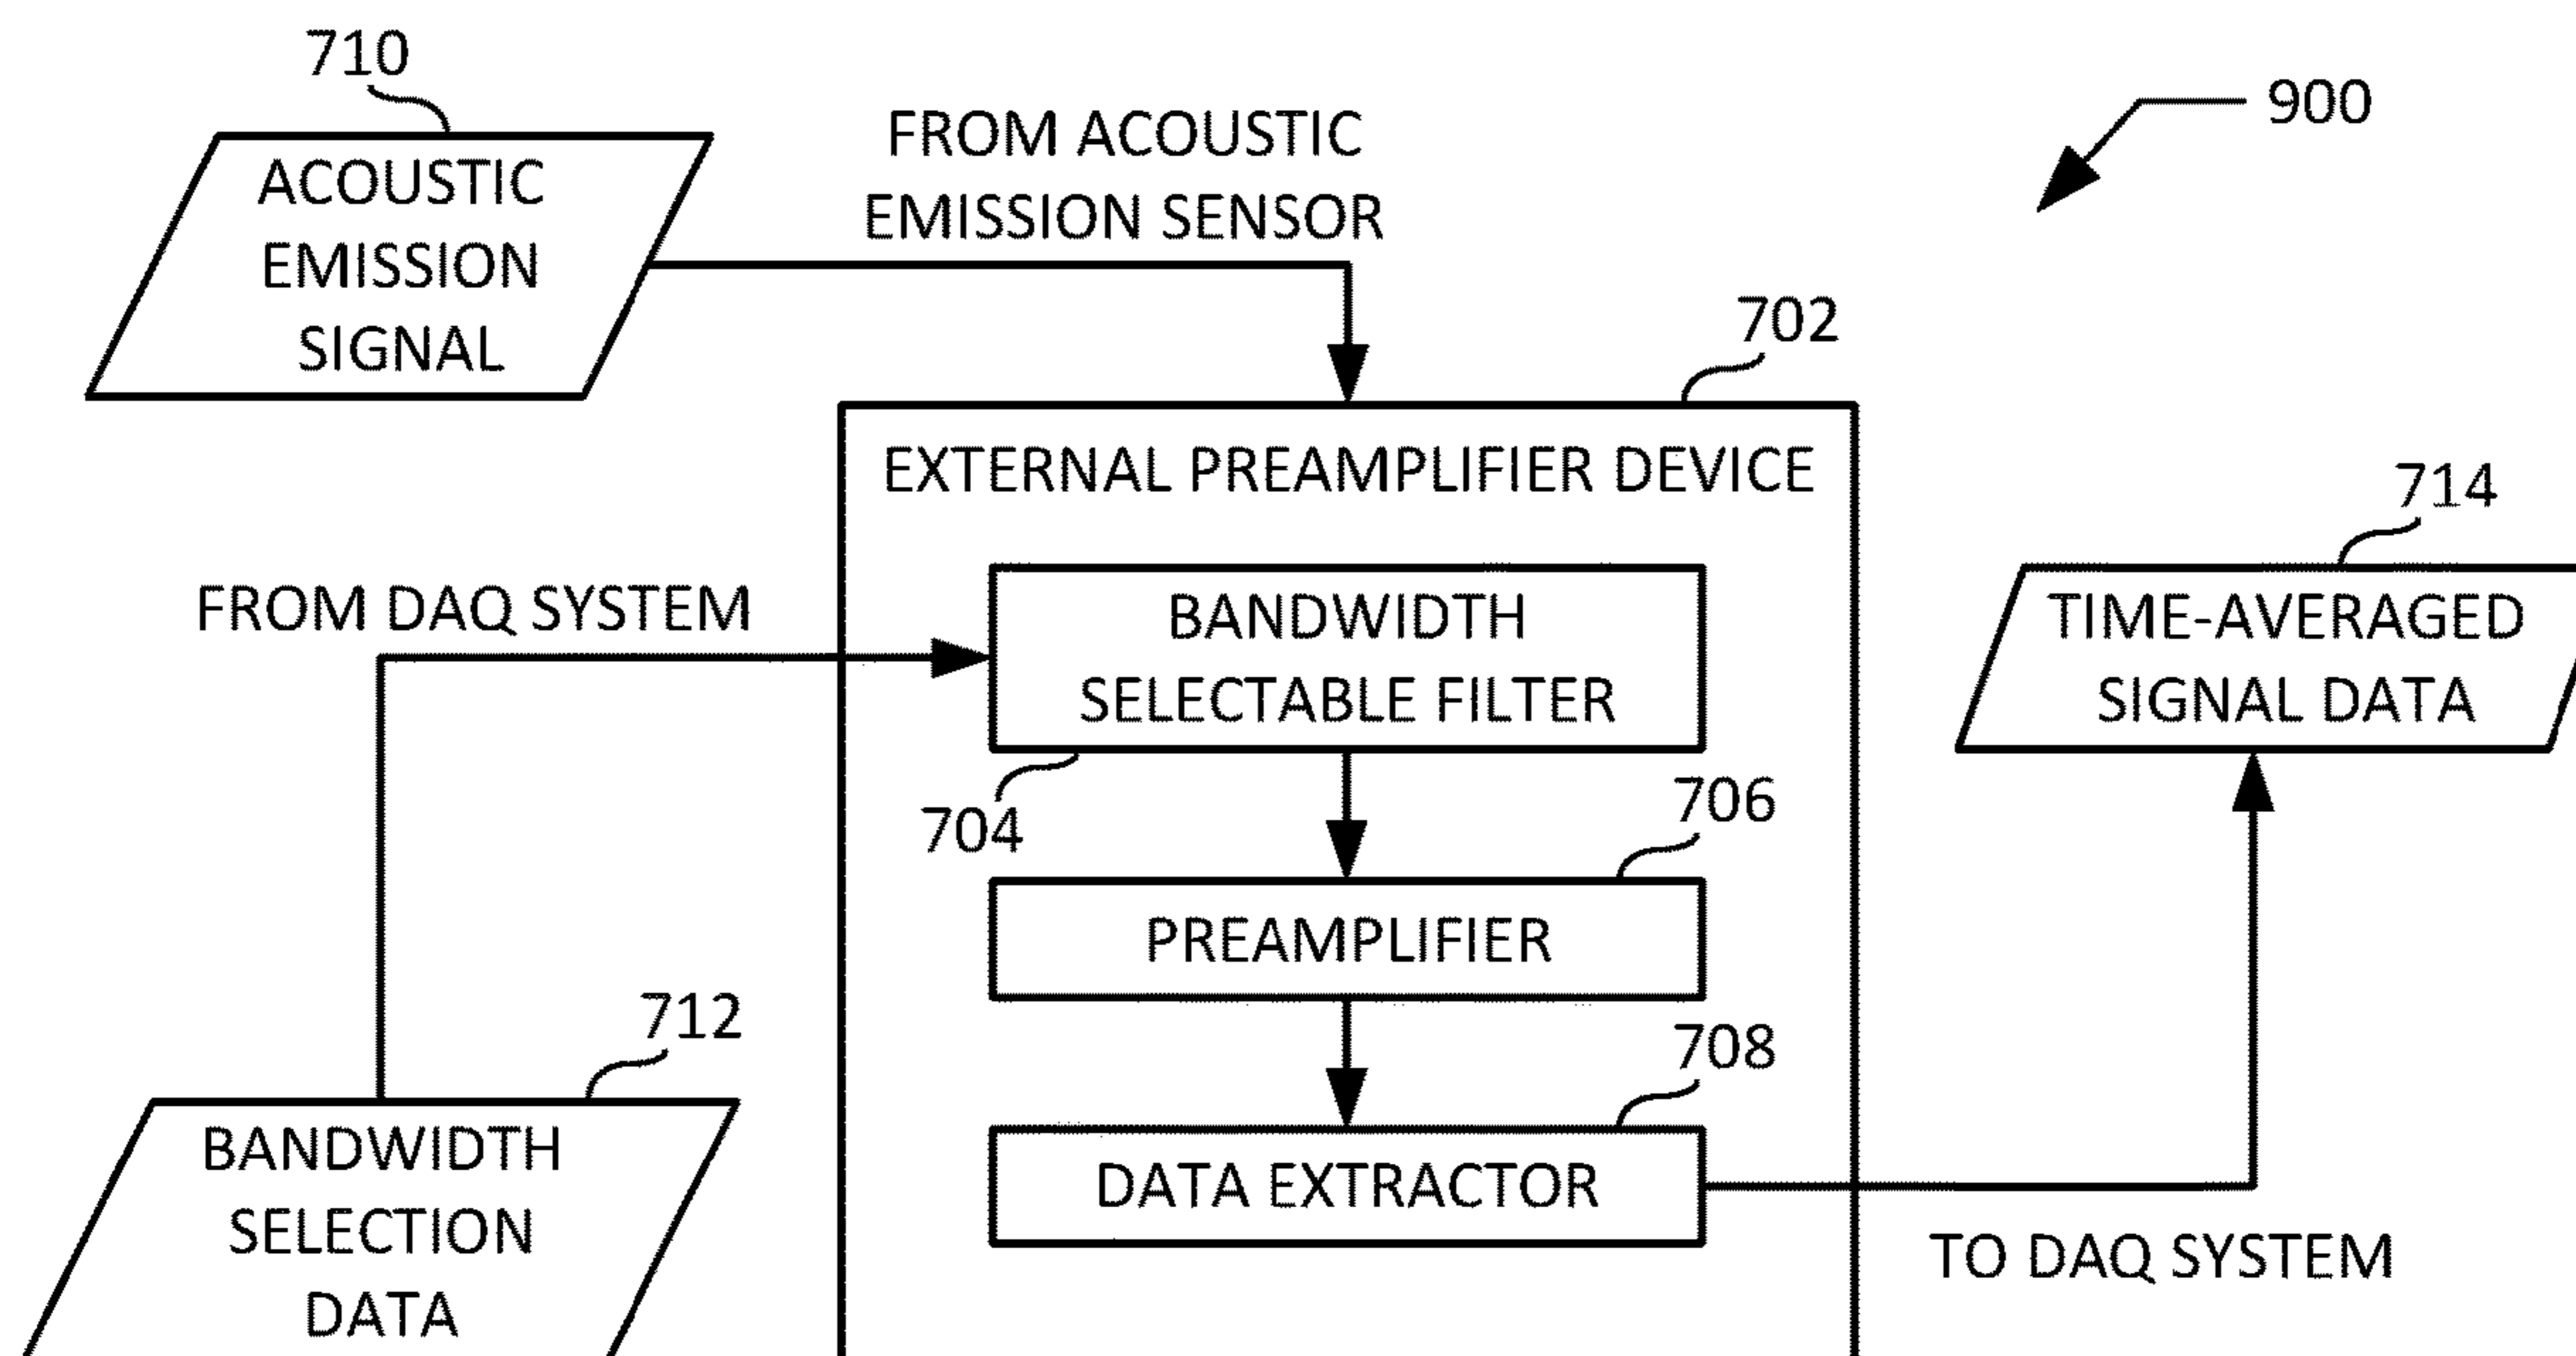 710
ACOUSTIC
EMISSION
SIGNAL
FROM ACOUSTIC
EMISSION SENSOR
900
702
EXTERNAL PREAMPLIFIER DEVICE
FROM DAQ SYSTEM
BANDWIDTH
SELECTABLE FILTER
704
706
PREAMPLIFIER
708
DATA EXTRACTOR
712
BANDWIDTH
SELECTION
DATA
714
TIME-AVERAGED
SIGNAL DATA
TO DAQ SYSTEM